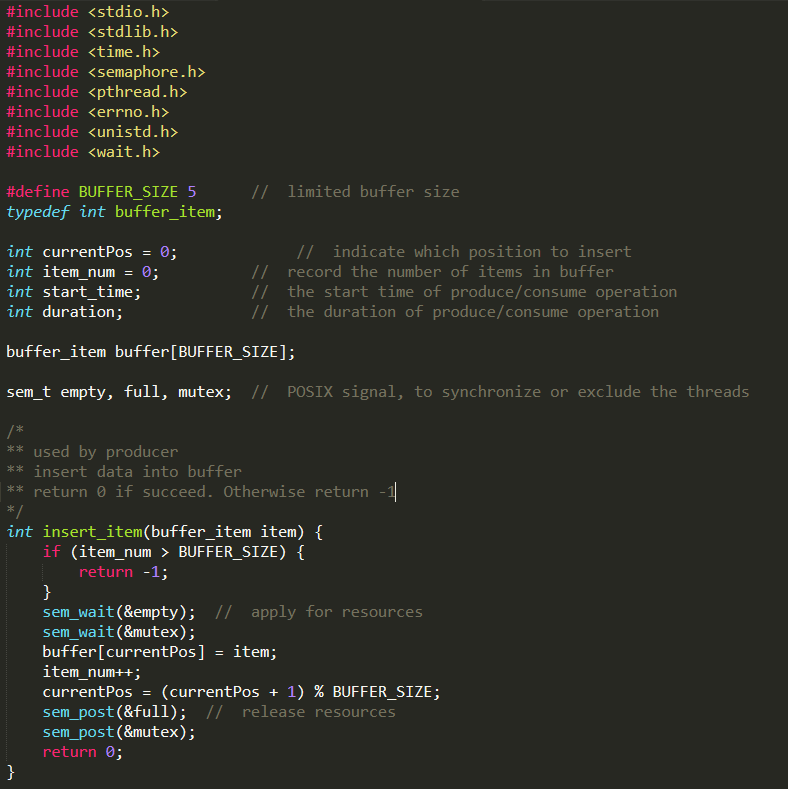 #include <stdio.h>
#include <stdlib.h>
#include <time.h>
#include <semaphore.h>
#include <pthread.h>
#include <errno.h>
#include <unistd.h>
#include <wait.h>

#define BUFFER_SIZE 5      //  limited buffer size
typedef int buffer_item;

int currentPos = 0;             //  indicate which position to insert
int item_num = 0;          //  record the number of items in buffer
int start_time;            //  the start time of produce/consume operation
int duration;              //  the duration of produce/consume operation

buffer_item buffer[BUFFER_SIZE];

sem_t empty, full, mutex;  //  POSIX signal, to synchronize or exclude the threads

/*
** used by producer
** insert data into buffer
** return 0 if succeed. Otherwise return -1
*/
int insert_item(buffer_item item) {
    if (item_num > BUFFER_SIZE) {
        return -1;
    }
    sem_wait(&empty);  //  apply for resources
    sem_wait(&mutex);
    buffer[currentPos] = item;
    item_num++;
    currentPos = (currentPos + 1) % BUFFER_SIZE;
    sem_post(&full);  //  release resources
    sem_post(&mutex);
    return 0;
}